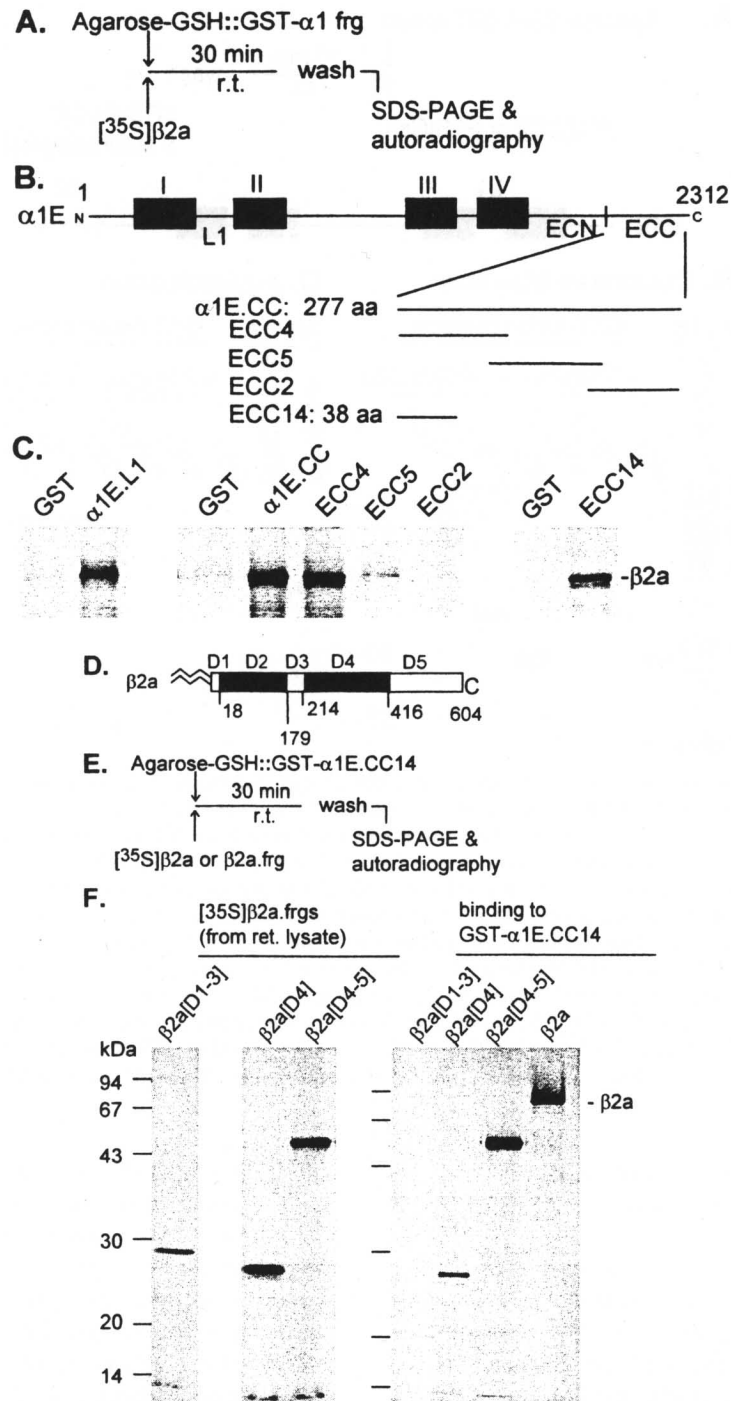 A.
Agarose-GSH::GST-α1 frg
30 min
r.t.
wash
[35S]β2a
SDS-PAGE &
autoradiography
B.
1
I
II
III
IV
2312
α1E
N
L1
ECN
ECC
C
α1E.CC: 277 aa
ECC4
ECC5
ECC2
ECC14: 38 aa
C.
GST
α1E.L1
GST
α1E.CC
ECC4
ECC5
ECC2
GST
ECC14
-β2a
D.
D1 D2 D3 D4 D5
β2a
C
18
214
416
604
179
E.
Agarose-GSH::GST-α1E.CC14
30 min
r.t.
wash
[35S]β2a or β2a.frg
SDS-PAGE &
autoradiography
F.
[35S]β2a.frgs
(from ret. lysate)
binding to
GST-α1E.CC14
β2a[D1-3]
β2a[D4]
β2a[D4-5]
β2a[D1-3]
β2a[D4]
β2a[D4-5]
β2a
kDa
94
67
43
30
20
14
- β2a